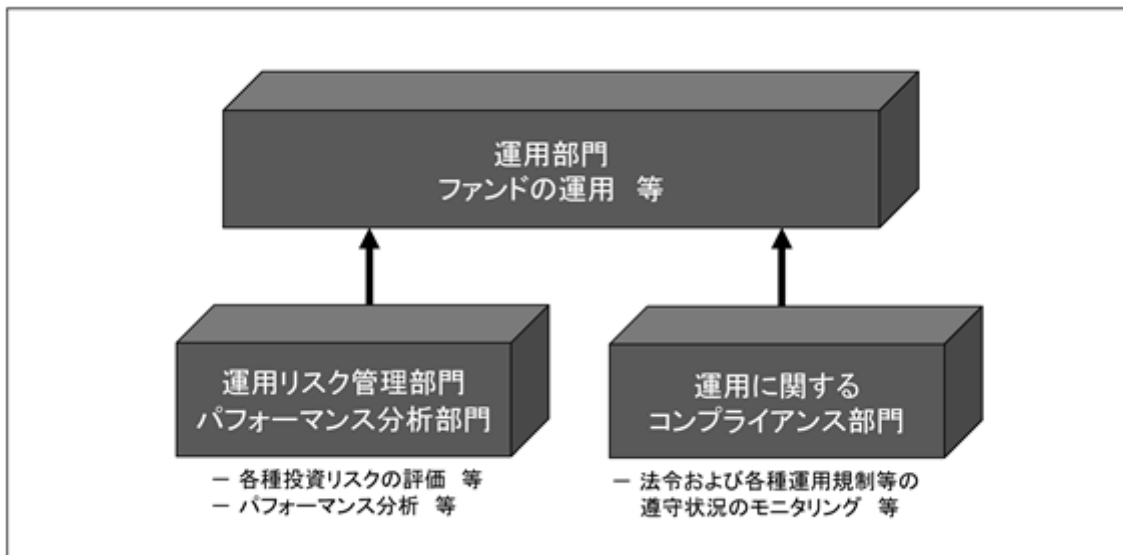 運用部門
ファンドの運用 等
運用リスク管理部門
パフォーマンス分析部門
運用に関する
コンプライアンス部門
－ 各種投資リスクの評価 等
－ パフォーマンス分析 等
－ 法令および各種運用規制等の
遵守状況のモニタリング 等